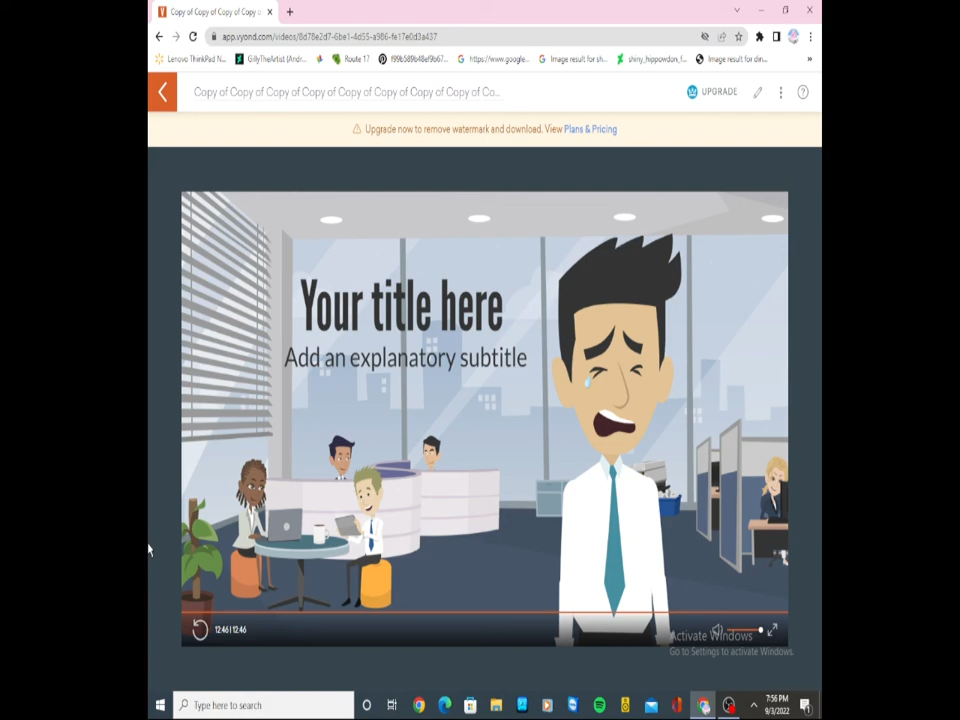 Copy of Copy of Copy of Copy o
app.vyond.com/videos/8d78e2d7-6be1-4d55-a986-fe17e0d3a437
Lenovo ThinkPad N... GillyTheArtist (Andr... Route 17 f99b589b48ef9b67... https://www.google... Image result for sh... shiny_hippowdon_f... Image result for din... »
Copy of Copy of Copy of Copy of Copy of Copy of Copy of Co... UPGRADE
Upgrade now to remove watermark and download. View Plans & Pricing
Your title here
Add an explanatory subtitle
12:46 | 12:46
Activate Windows
Go to Settings to activate Windows.
Type here to search
7:56 PM
9/3/2022